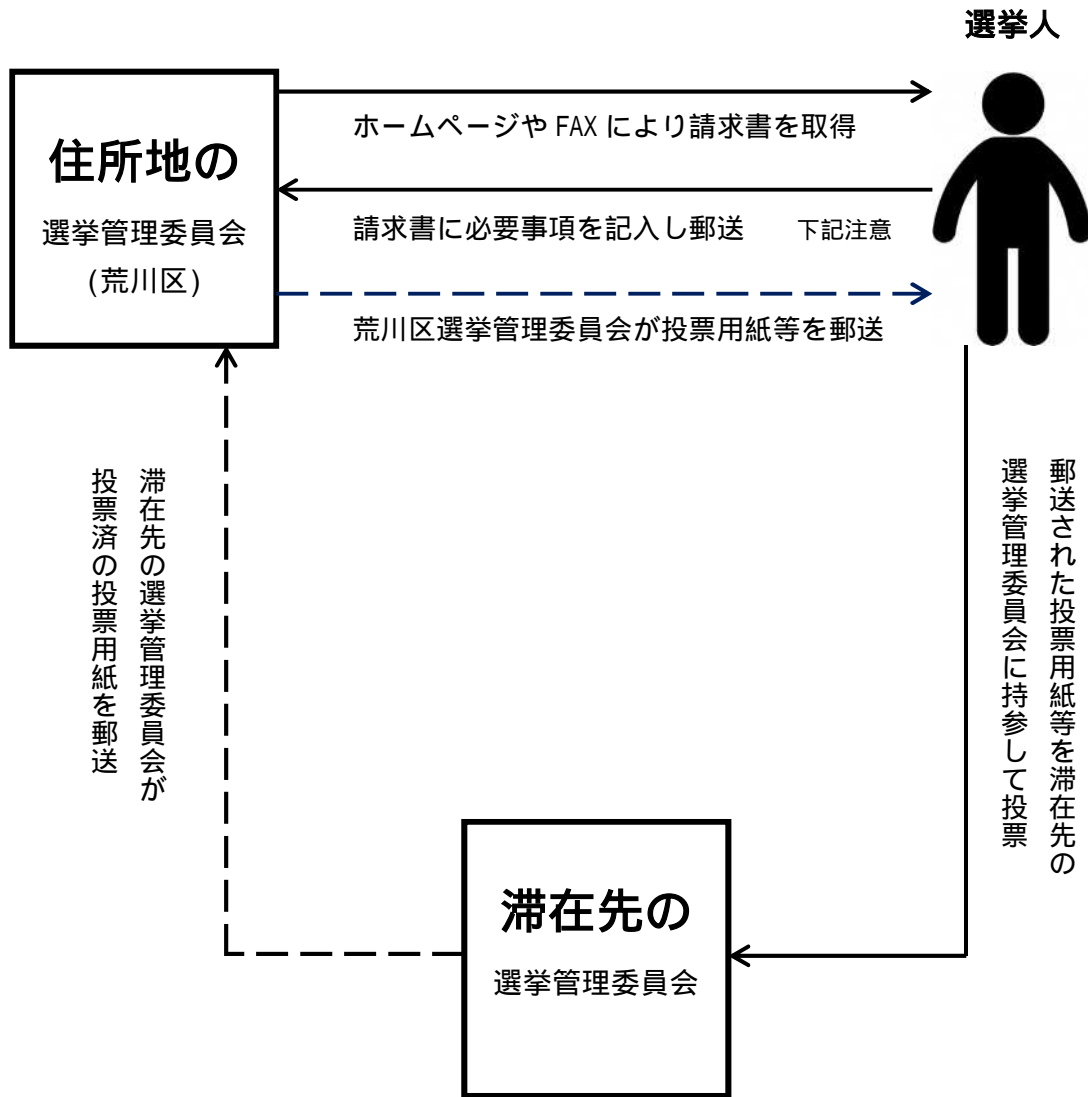 選挙人
住所地の
選挙管理委員会
(荒川区)
ホームページや FAX により請求書を取得
請求書に必要事項を記入し郵送 下記注意
荒川区選挙管理委員会が投票用紙等を郵送
郵送された投票用紙等を滞在先の
選挙管理委員会に持参して投票
滞在先の選挙管理委員会が
投票済の投票用紙を郵送
滞在先の
選挙管理委員会